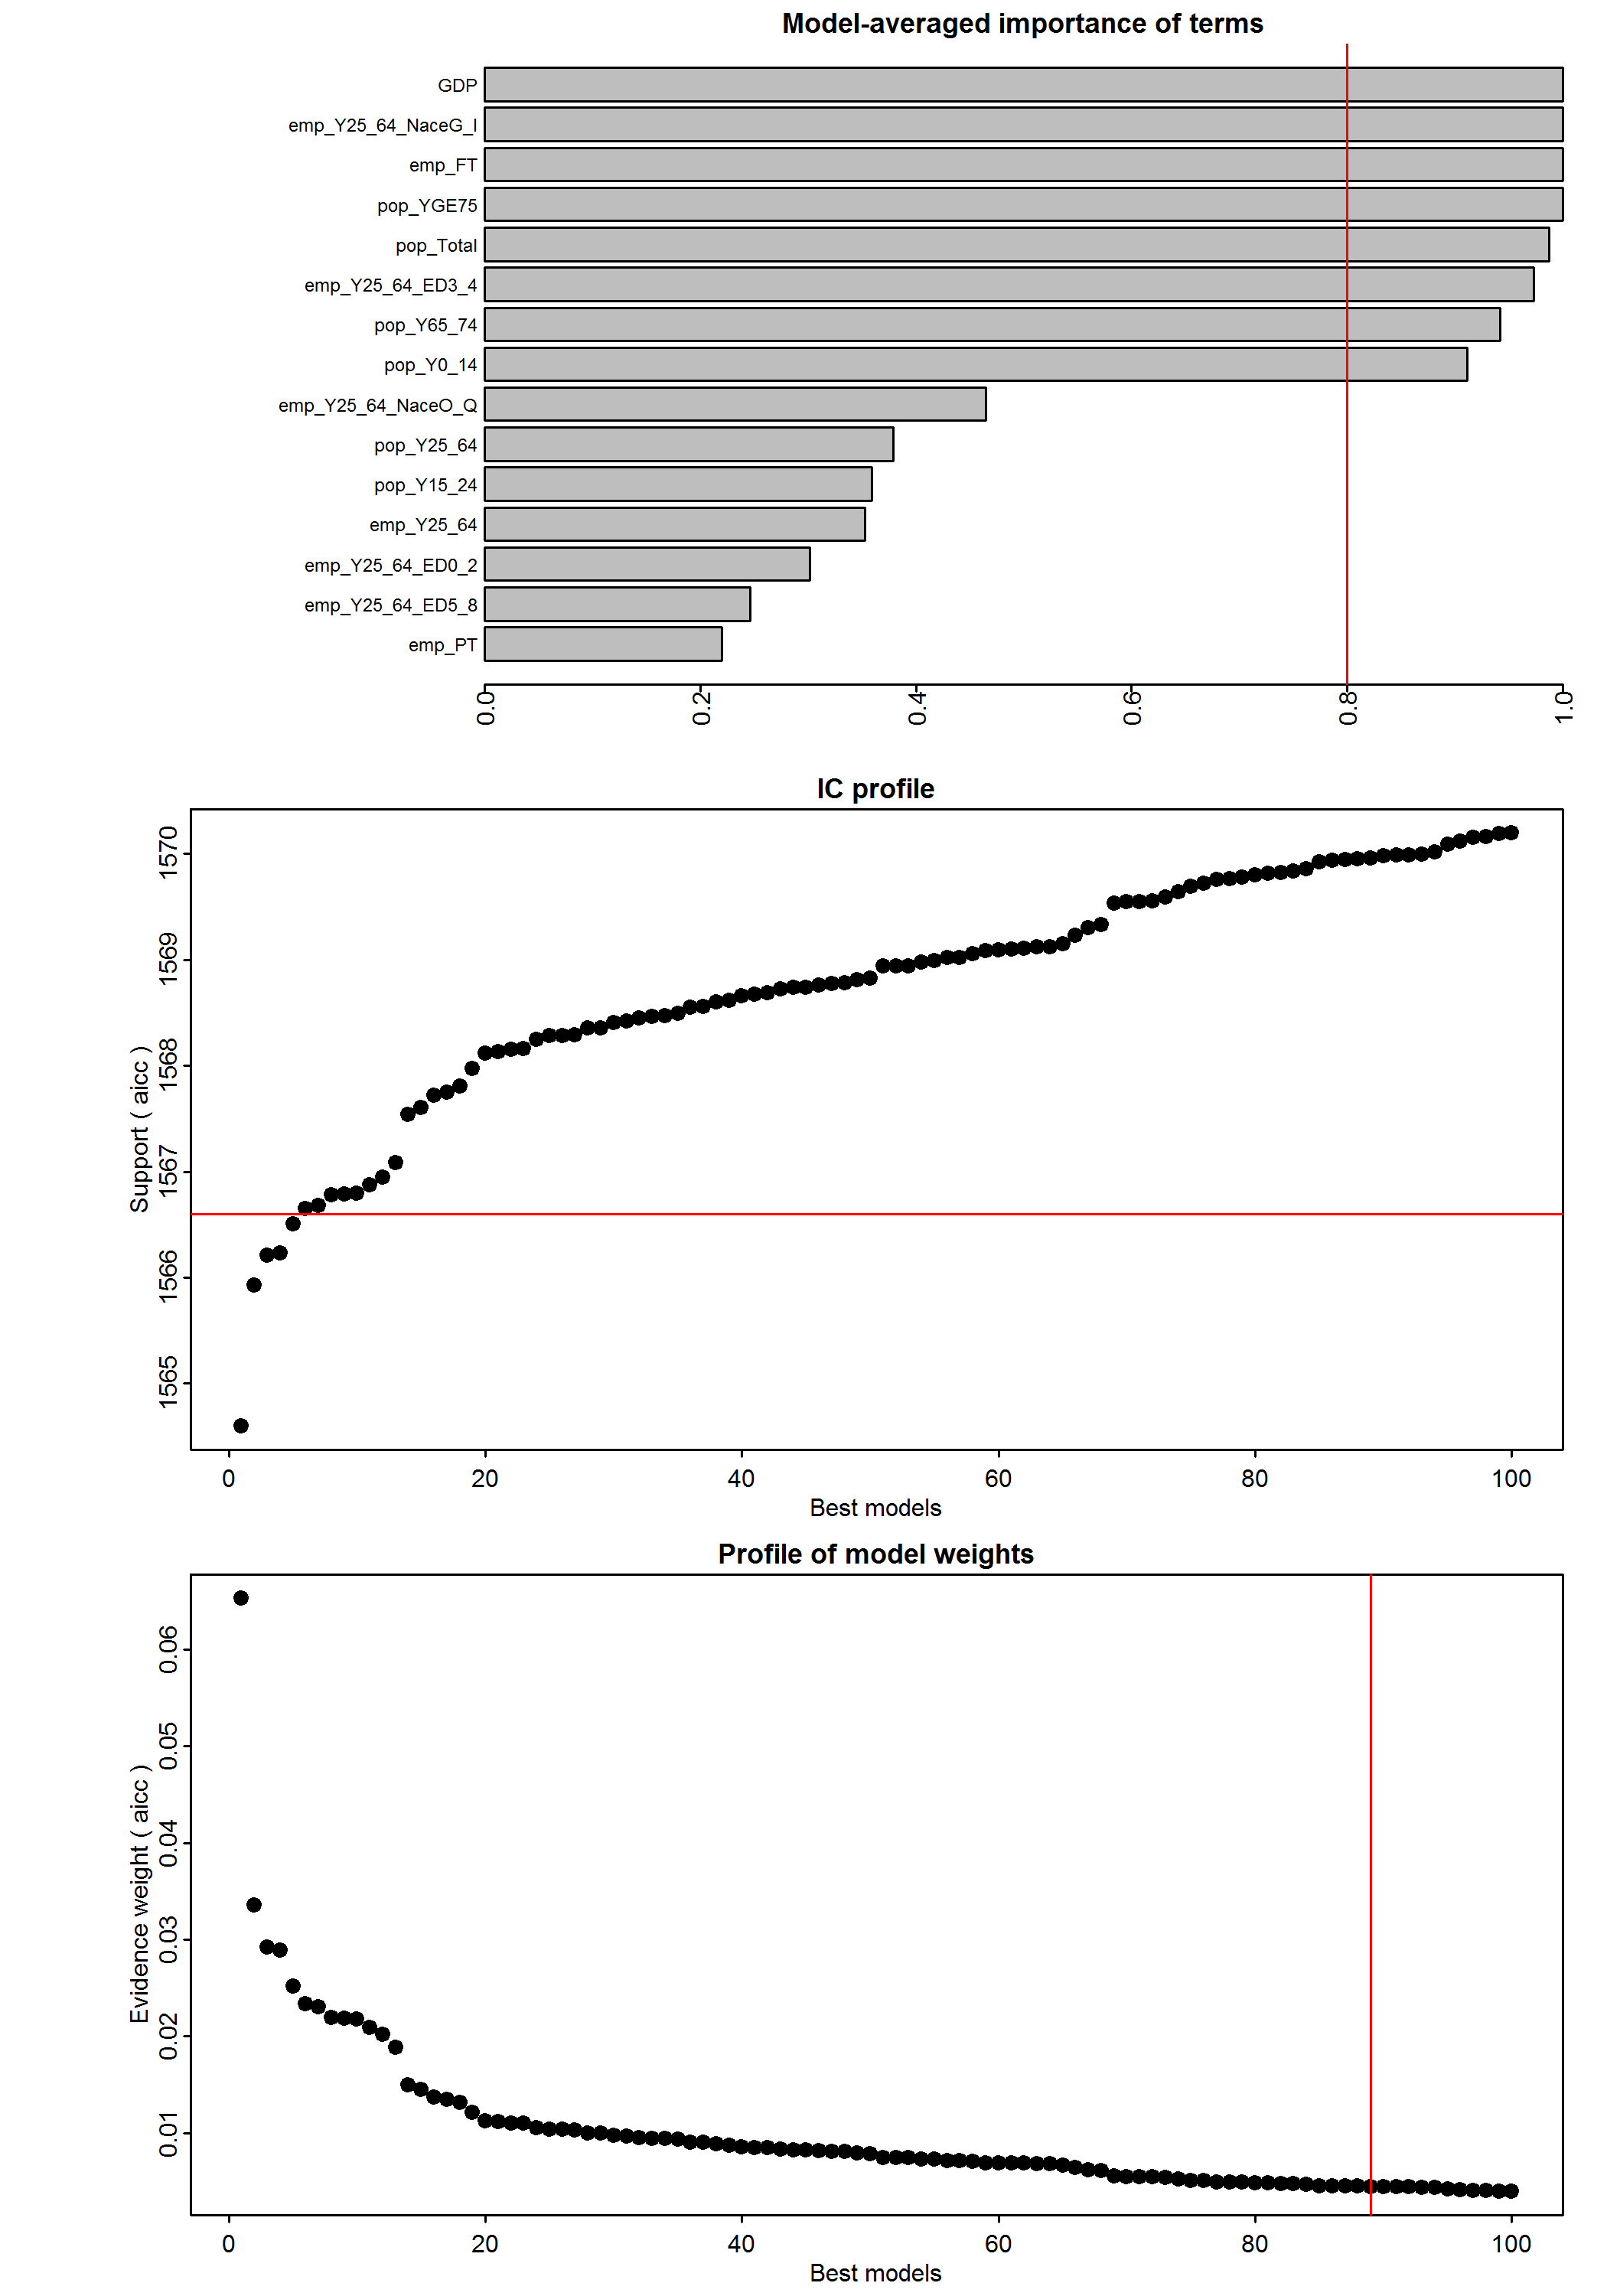 Model-averaged importance of terms
GDP
emp_Y25_64_NaceG_I
emp_FT
pop_YGE75
pop_Total
emp_Y25_64_ED3_4
pop_Y65_74
pop_Y0_14
emp_Y25_64_NaceO_Q
pop_Y25_64
pop_Y15_24
emp_Y25_64
emp_Y25_64_ED0_2
emp_Y25_64_ED5_8
emp_PT
0.0 0.2 0.4 0.6 0.8 1.0
IC profile
Support ( aicc )
1570
1569
1568
1567
1566
1565
0 20 40 60 80 100
Best models
Profile of model weights
Evidence weight ( aicc )
0.06
0.05
0.04
0.03
0.02
0.01
0 20 40 60 80 100
Best models